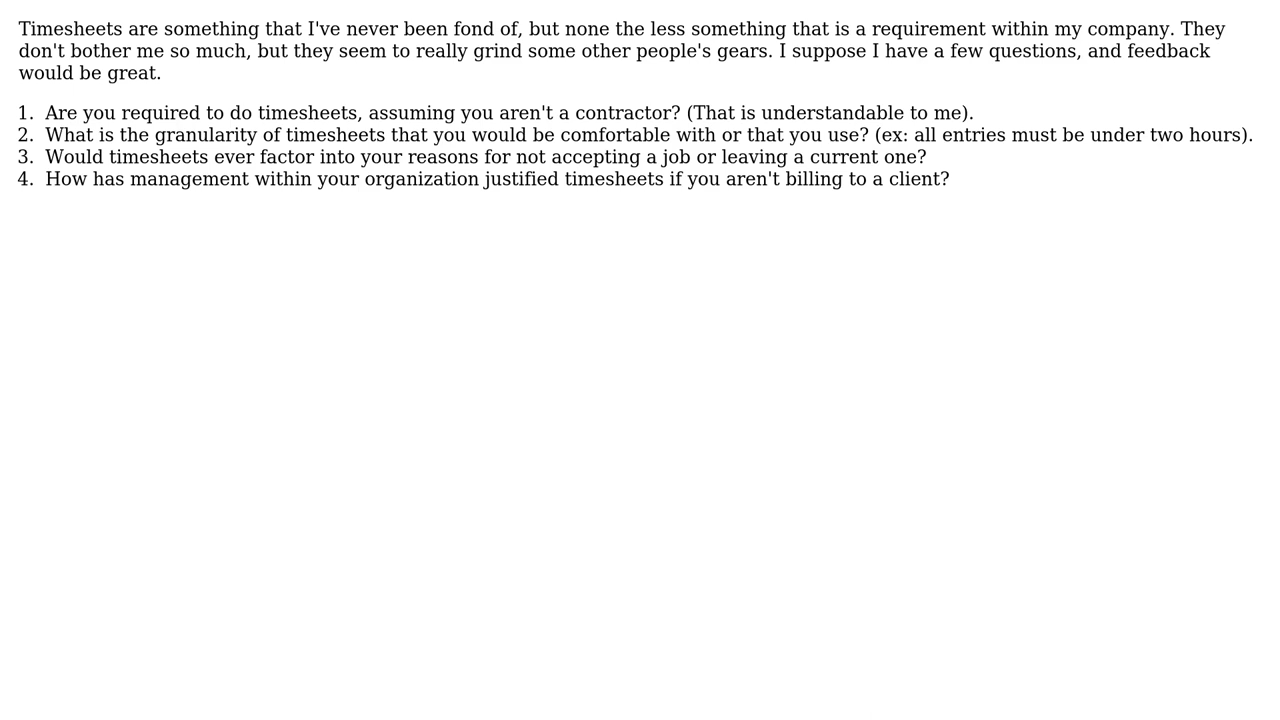 Timesheets are something that I've never been fond of, but none the less something that is a requirement within my company. They
don't bother me so much, but they seem to really grind some other people's gears. I suppose I have a few questions, and feedback
would be great.
1. Are you required to do timesheets, assuming you aren't a contractor? (That is understandable to me).
2. What is the granularity of timesheets that you would be comfortable with or that you use? (ex: all entries must be under two hours).
3. Would timesheets ever factor into your reasons for not accepting a job or leaving a current one?
4. How has management within your organization justified timesheets if you aren't billing to a client?